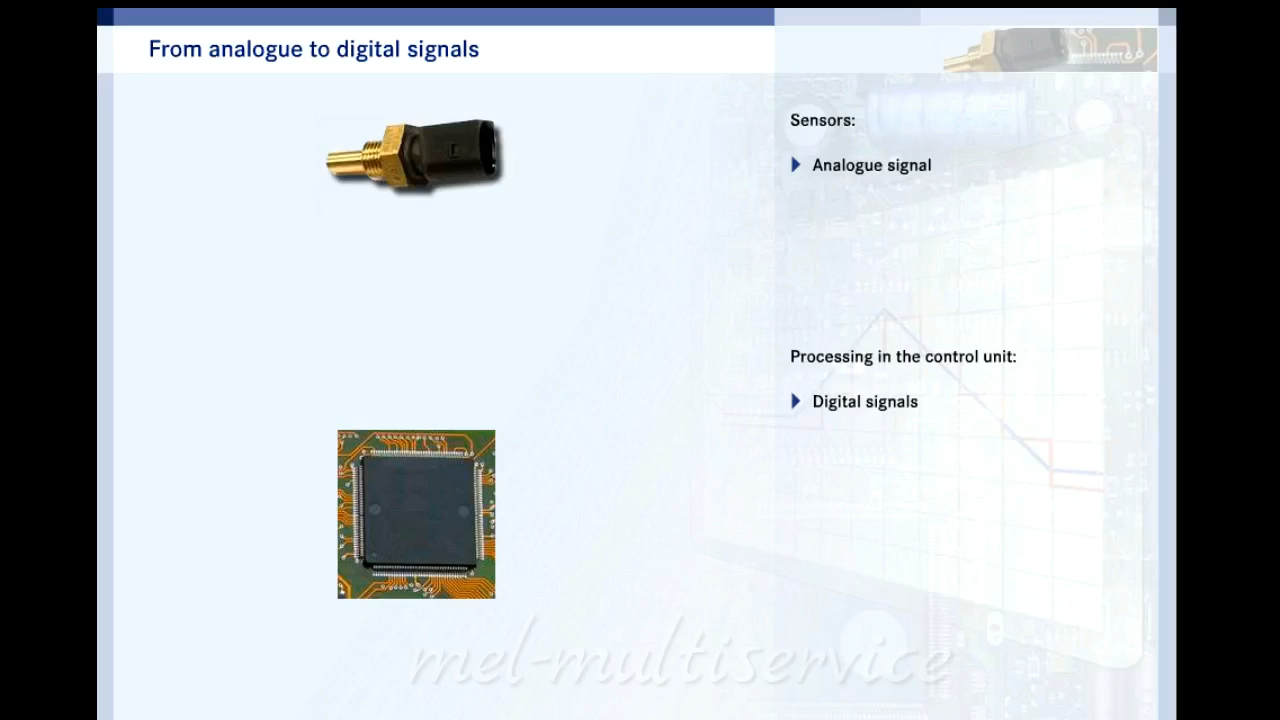 From analogue to digital signals
Sensors:
Analogue signal
Processing in the control unit:
Digital signals
mel-multiservice